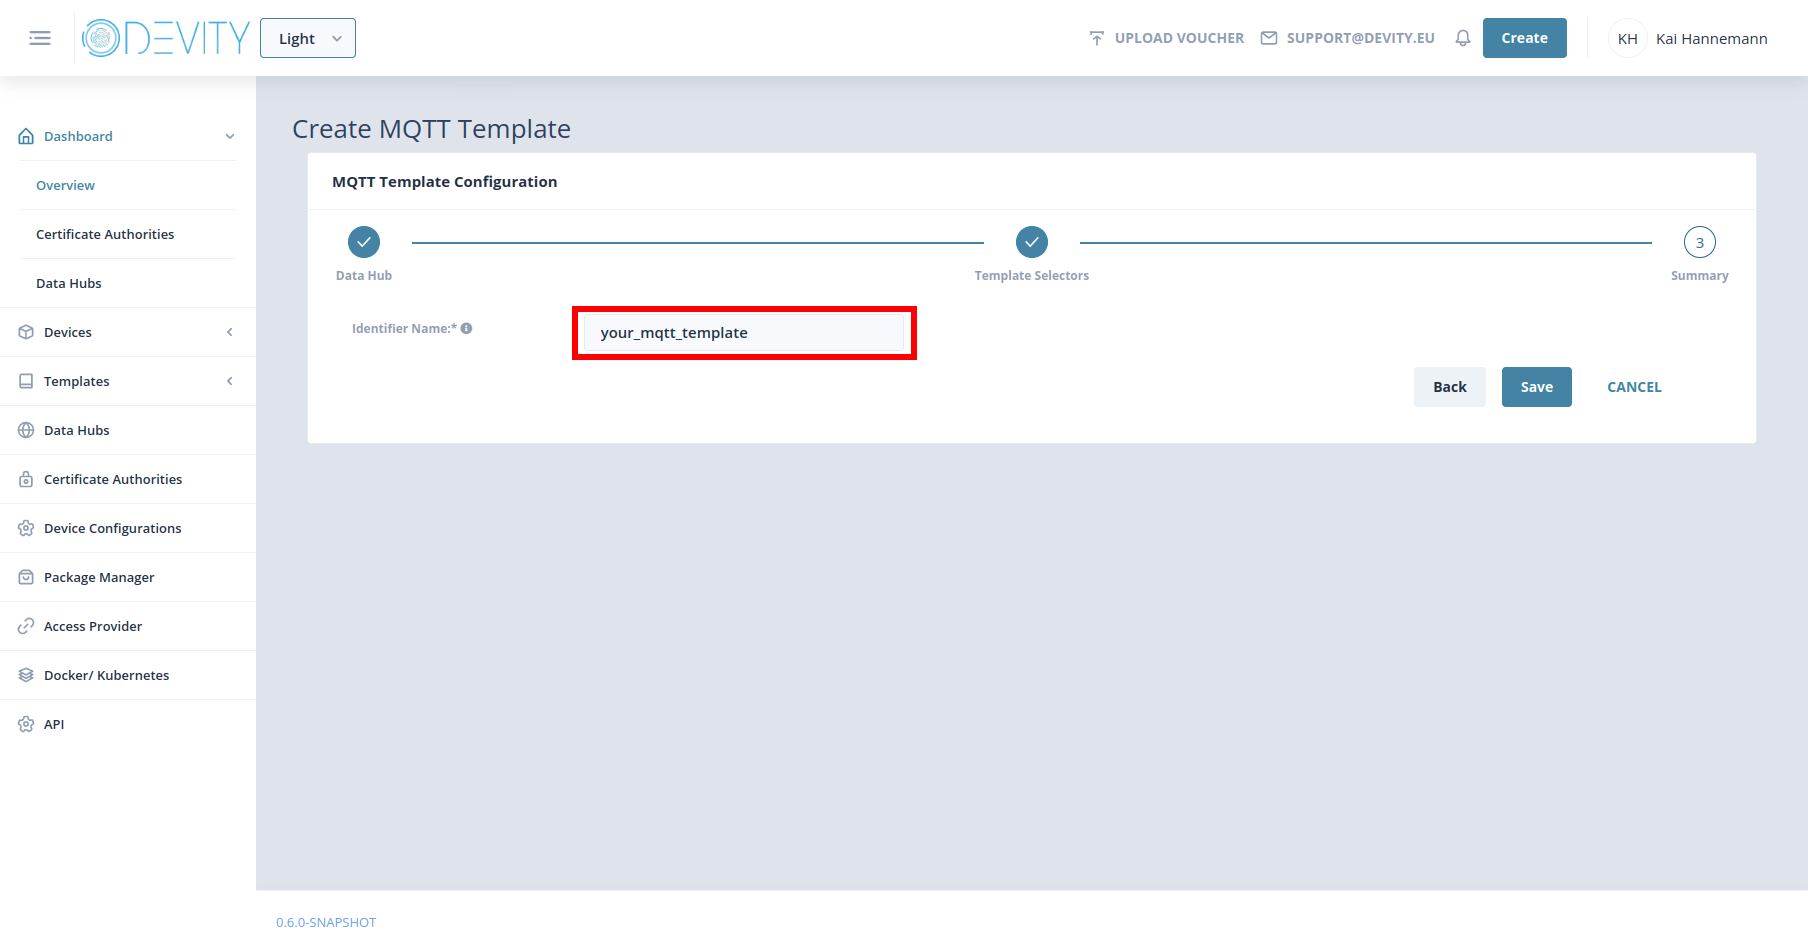 DEVITY
Light
UPLOAD VOUCHER
SUPPORT@DEVITY.EU
Create
KH
Kai Hannemann
Dashboard
Overview
Certificate Authorities
Data Hubs
Devices
Templates
Data Hubs
Certificate Authorities
Device Configurations
Package Manager
Access Provider
Docker/ Kubernetes
API
Create MQTT Template
MQTT Template Configuration
Data Hub
Template Selectors
3
Summary
Identifier Name:*
your_mqtt_template
Back
Save
CANCEL
0.6.0-SNAPSHOT